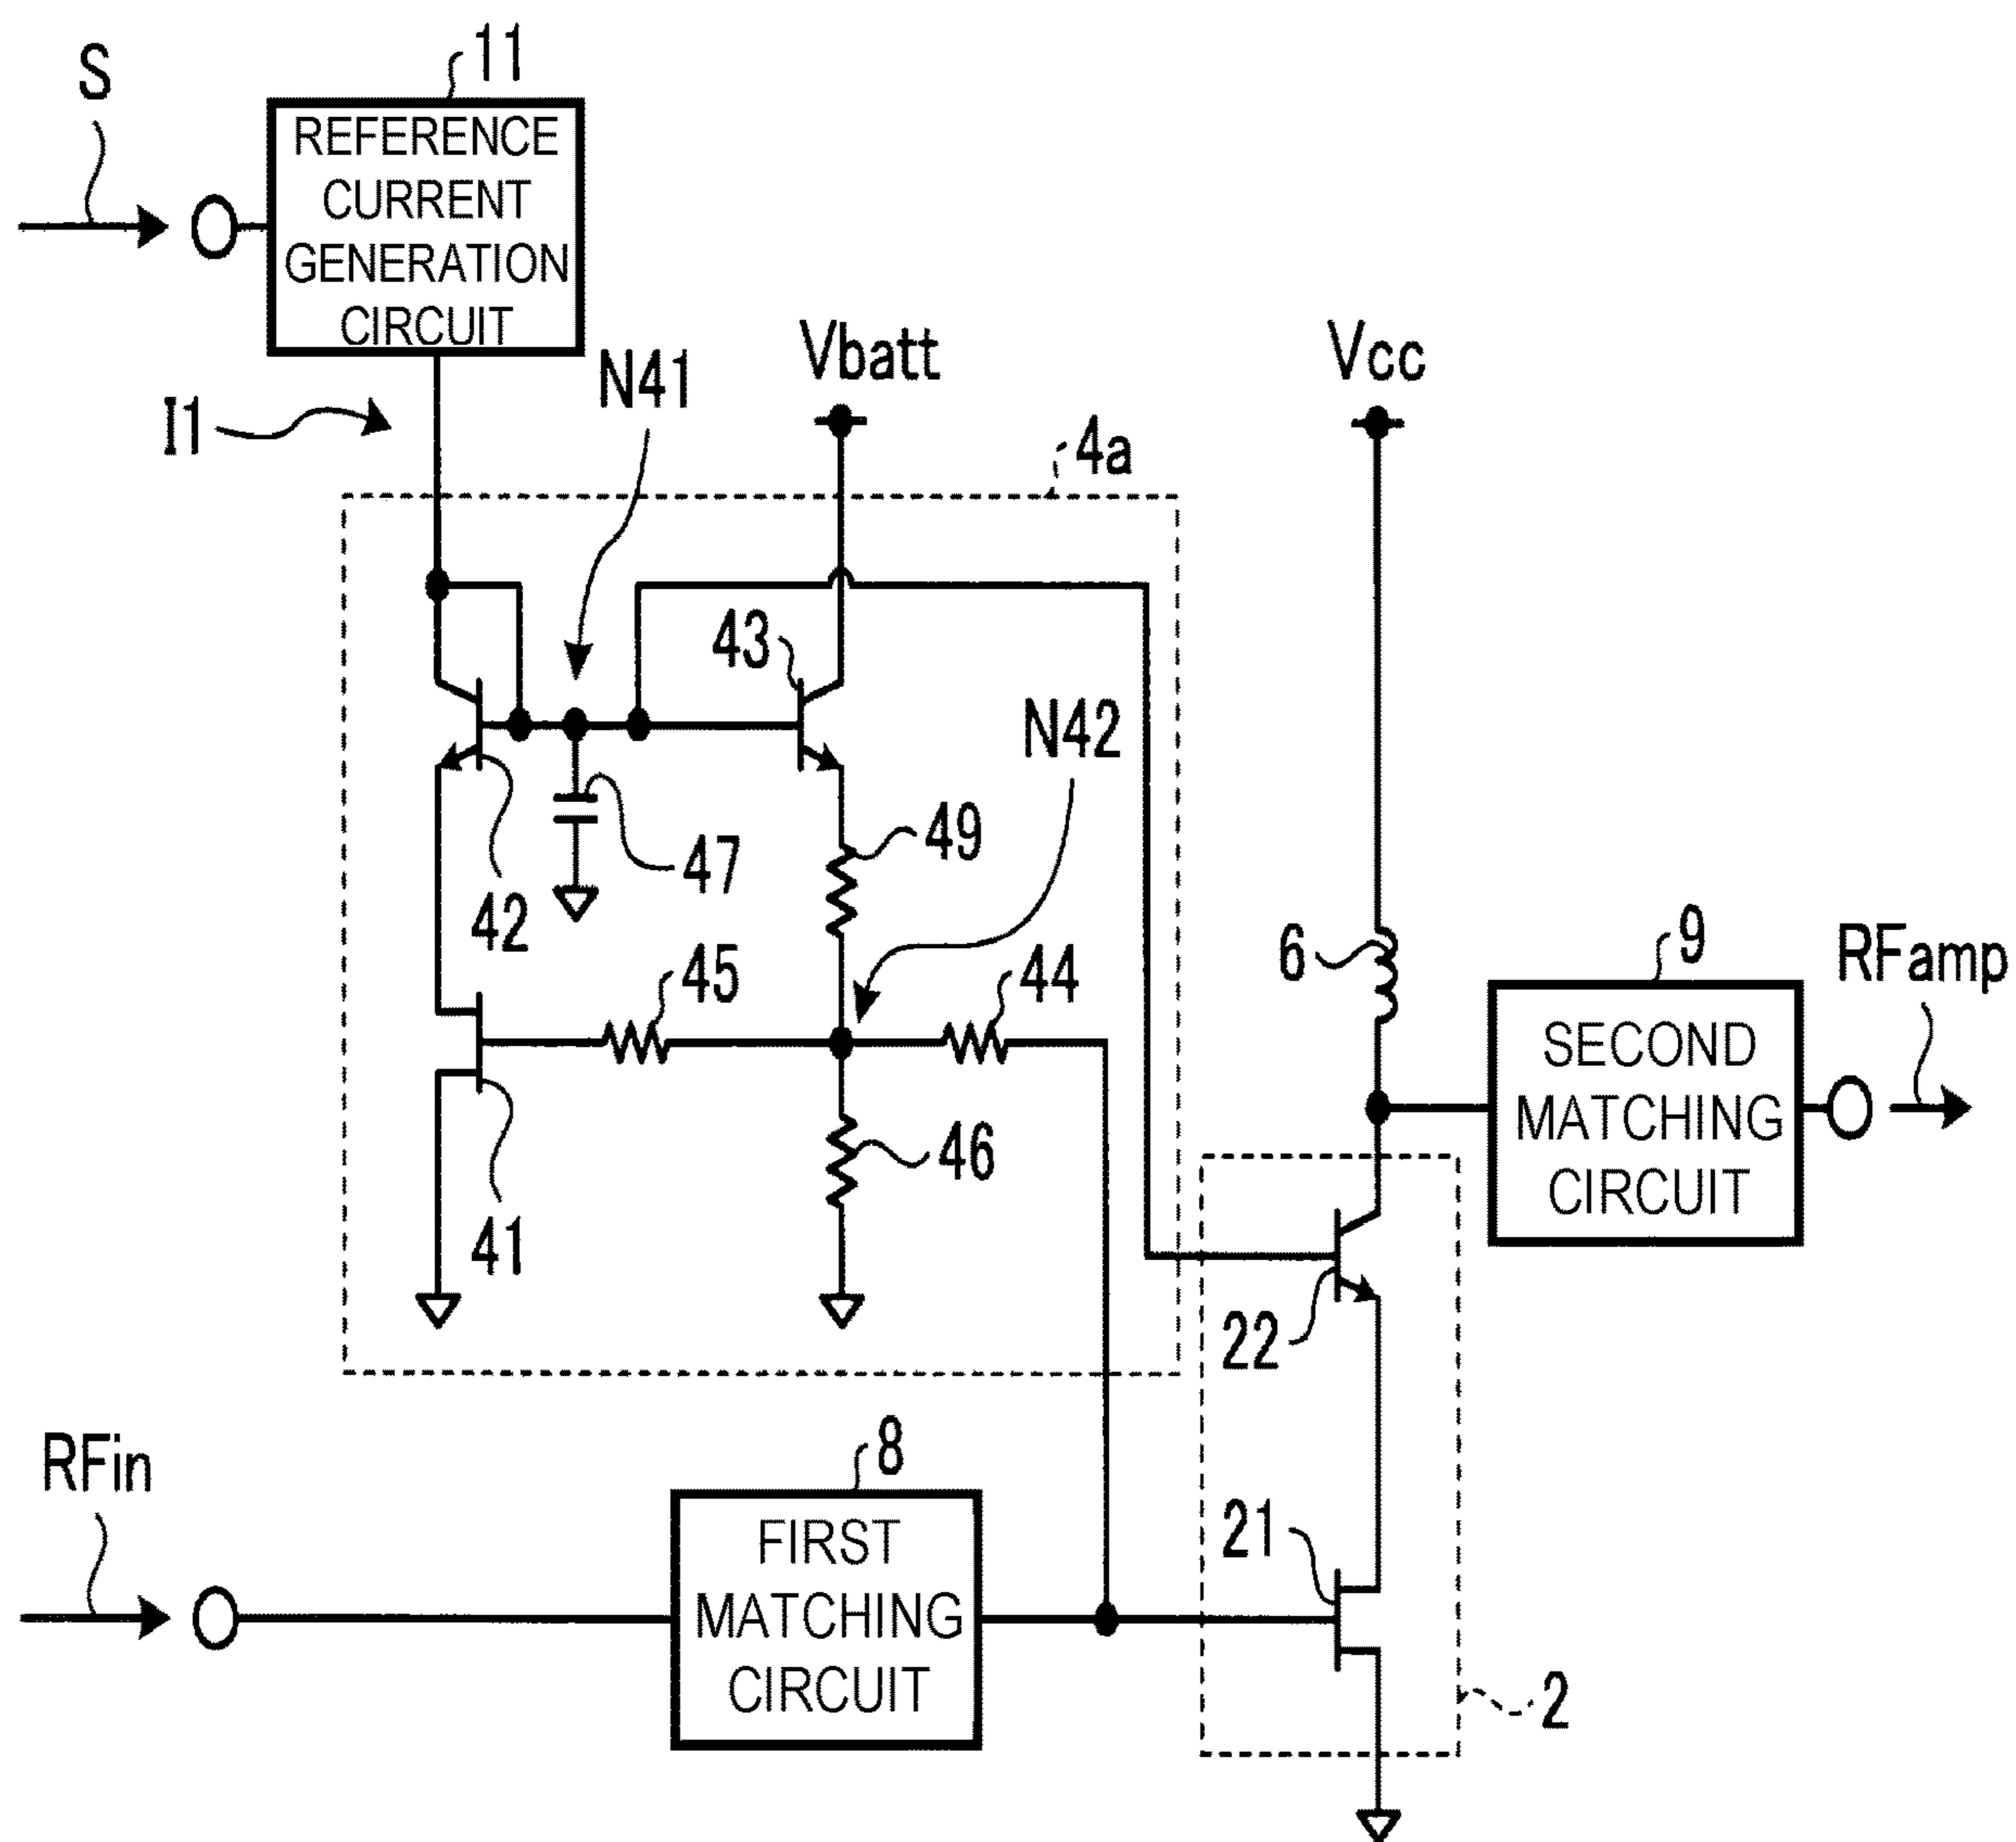 S
11
REFERENCE
CURRENT
GENERATION
CIRCUIT
I1
N41
Vbatt
Vcc
4a
43
N42
42
47
49
45
44
41
46
6
9
RFamp
SECOND
MATCHING
CIRCUIT
22
RFin
8
FIRST
MATCHING
CIRCUIT
21
2